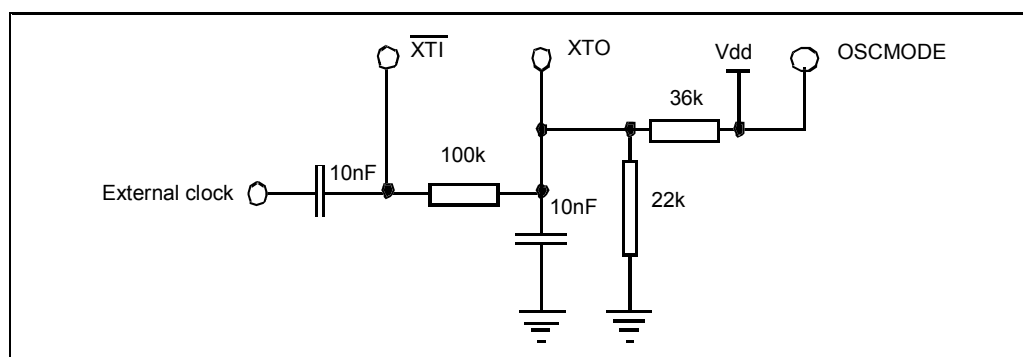 XTI
XTO
Vdd
OSCMODE
36k
100k
10nF
External clock
10nF
22k